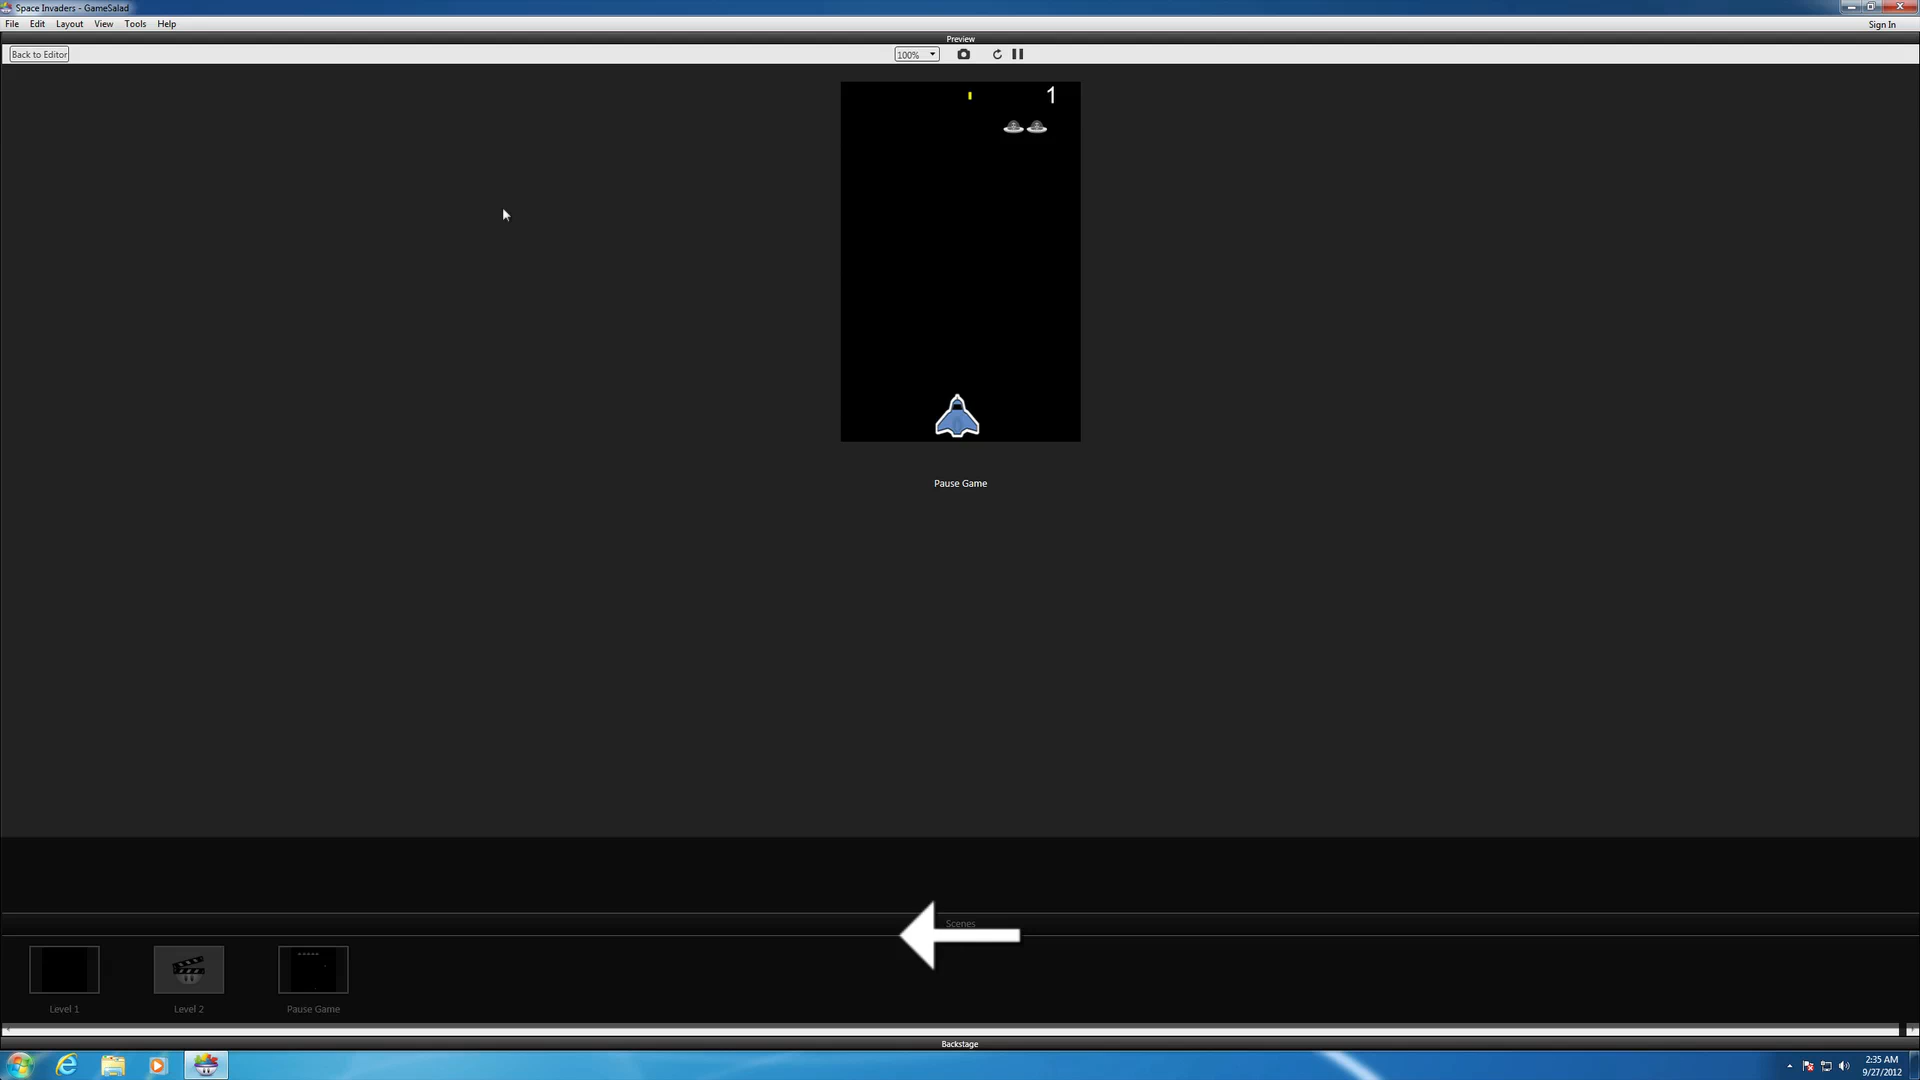 Space Invaders - GameSalad
File Edit Layout View Tools Help Sign In
Preview
Back to Editor 100%
1
Pause Game
Scenes
Level 1 Level 2 Pause Game
Backstage
2:35 AM
9/27/2012